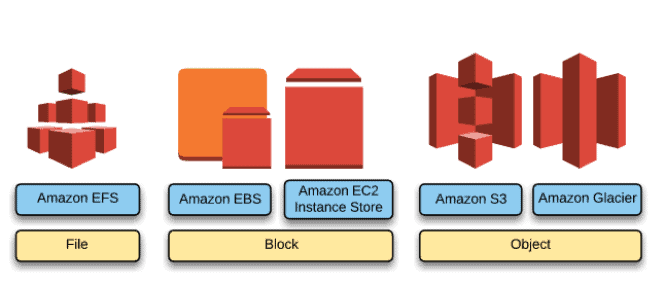 Amazon EFS
Amazon EBS
Amazon EC2
Instance Store
Amazon S3
Amazon Glacier
File
Block
Object